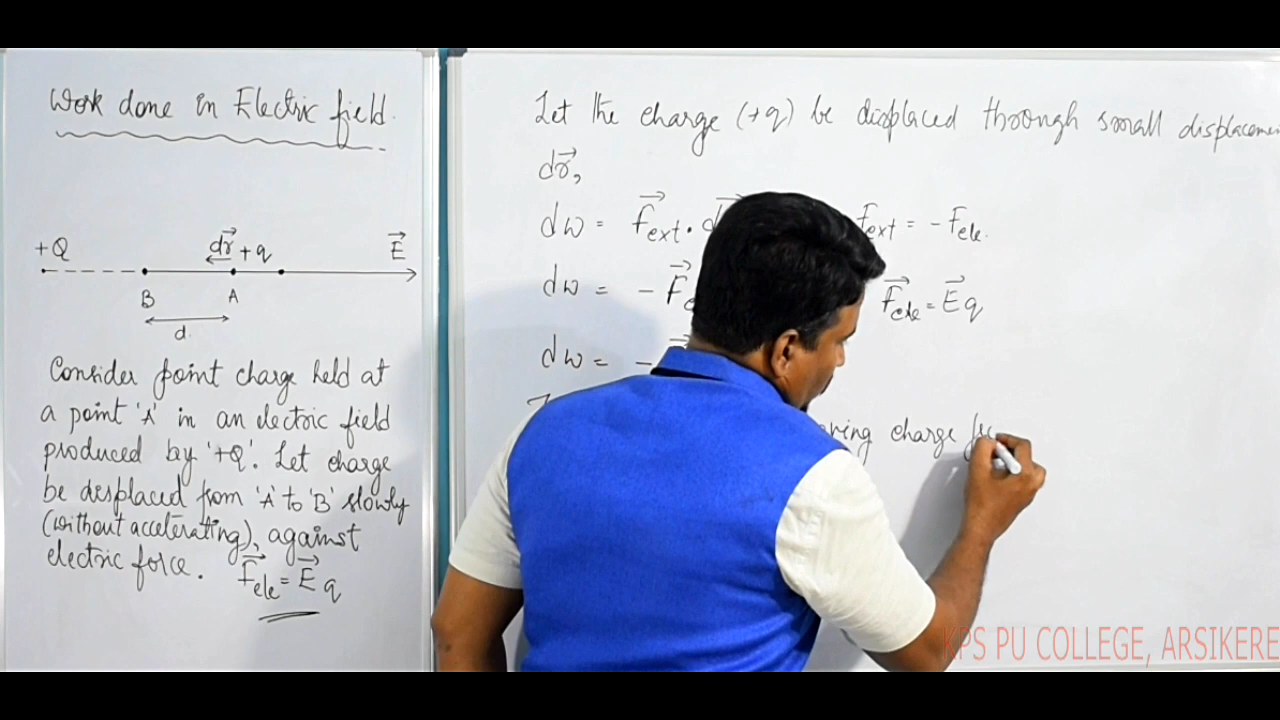 Work done in Electric field.
+Q
dr⃗
+q
E⃗
B
A
d.
Consider point charge held at
a point 'A' in an electric field
produced by '+Q'. Let charge
be desplaced from 'A' to 'B' slowly
(without accelerating), against
electric force.
F⃗ele = E⃗q
Let the charge (+q) be displaced through small displacemen
dr⃗,
dw = F⃗ext ·
Fext = - Fele.
dw = - F⃗
F⃗ele = E⃗q
dw = -
charge
KPS PU COLLEGE, ARSIKERE